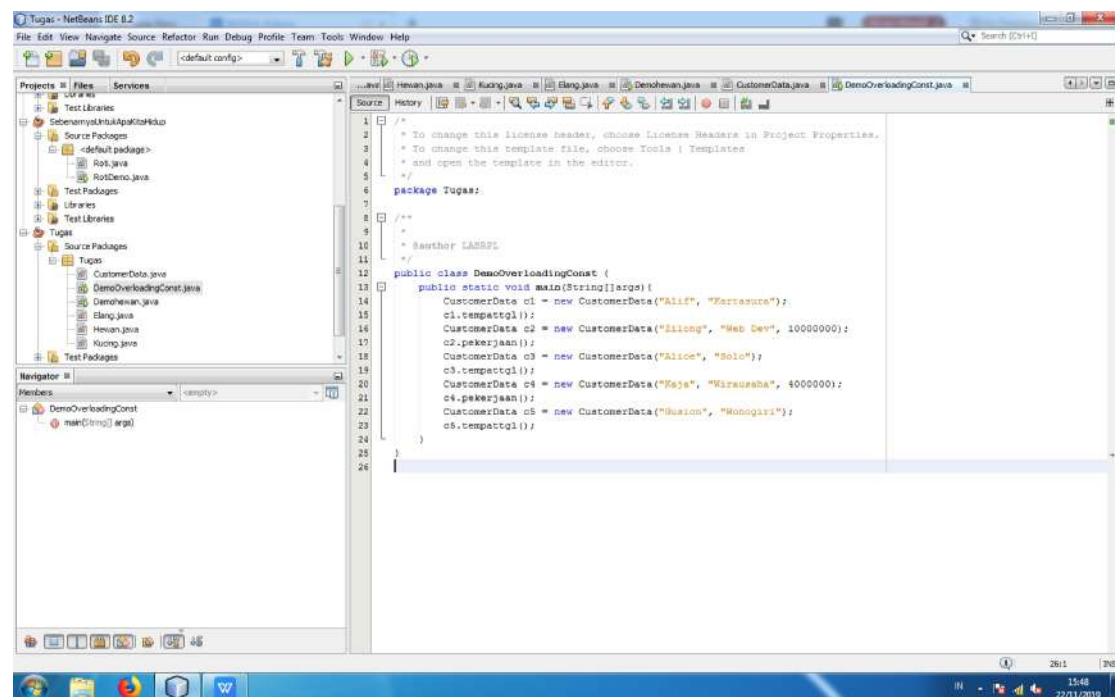 Tugas - NetBeans IDE 8.2
File Edit View Navigate Source Refactor Run Debug Profile Team Tools Window Help
Search (Ctrl+I)
<default config>
Projects Files Services
...ava Hewan.java Kucing.java Elang.java Demohewan.java CustomerData.java DemoOverloadingConst.java
Source History
Libraries
Test Libraries
SebenarnyaUntukApaKitaHidup
Source Packages
<default package>
Roti.java
RotiDemo.java
Test Packages
Libraries
Test Libraries
Tugas
Source Packages
Tugas
CustomerData.java
DemoOverloadingConst.java
Demohewan.java
Elang.java
Hewan.java
Kucing.java
Test Packages
Navigator
Members <empty>
DemoOverloadingConst
main(String[] args)
1 /*
2 * To change this license header, choose License Headers in Project Properties.
3 * To change this template file, choose Tools | Templates
4 * and open the template in the editor.
5 */
6 package Tugas;
7
8 /**
9 *
10 * @author LABRPL
11 */
12 public class DemoOverloadingConst {
13 public static void main(String[]args){
14 CustomerData c1 = new CustomerData("Alif", "Kartasura");
15 c1.tempattgl();
16 CustomerData c2 = new CustomerData("Zilong", "Web Dev", 10000000);
17 c2.pekerjaan();
18 CustomerData c3 = new CustomerData("Alice", "Solo");
19 c3.tempattgl();
20 CustomerData c4 = new CustomerData("Kaja", "Wirausaha", 4000000);
21 c4.pekerjaan();
22 CustomerData c5 = new CustomerData("Gusion", "Wonogiri");
23 c5.tempattgl();
24 }
25 }
26
26:1 INS
IN
15:48
22/11/2019